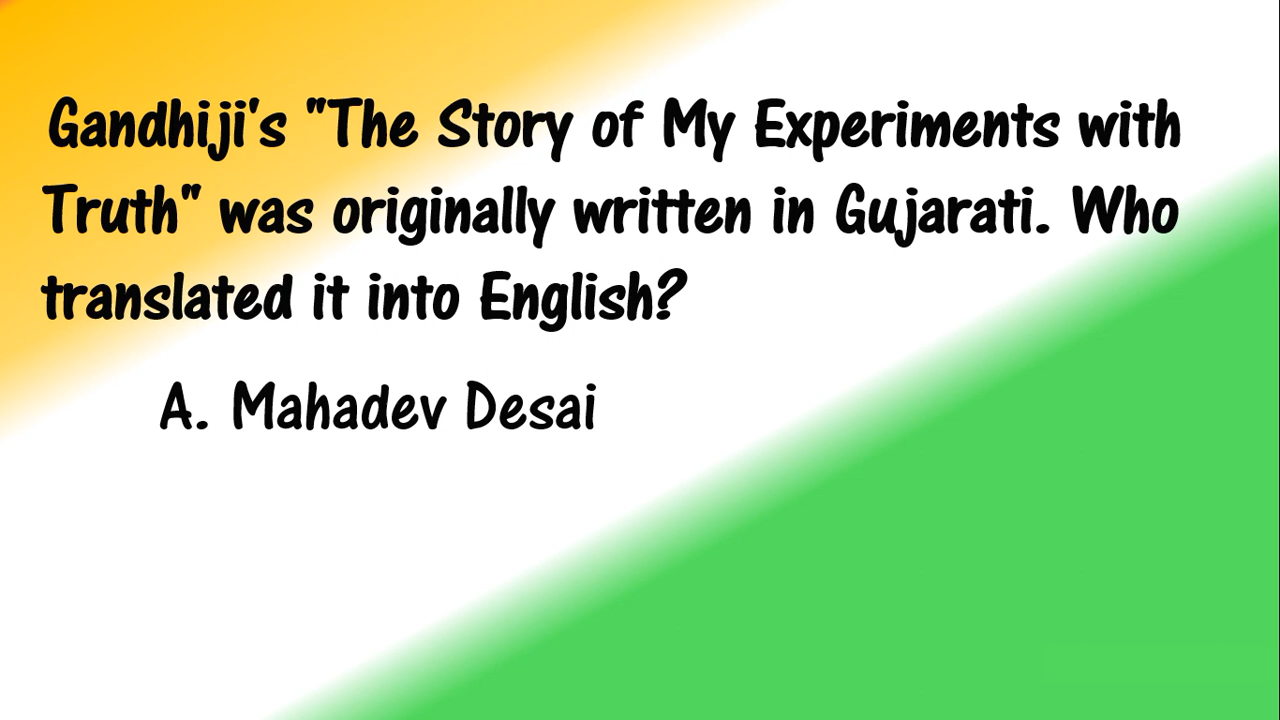 Gandhiji's "The Story of My Experiments with
Truth" was originally written in Gujarati. Who
translated it into English?
A. Mahadev Desai